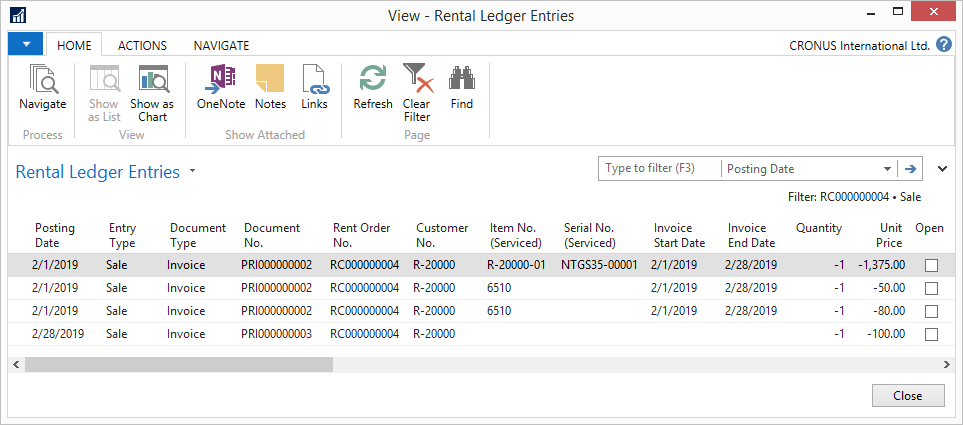 View - Rental Ledger Entries
HOME ACTIONS NAVIGATE CRONUS International Ltd. ?
Navigate Show as List Show as Chart OneNote Notes Links Refresh Clear Filter Find
Process View Show Attached Page
Rental Ledger Entries Type to filter (F3) Posting Date
Filter: RC000000004 • Sale
Posting Date Entry Type Document Type Document No. Rent Order No. Customer No. Item No. (Serviced) Serial No. (Serviced) Invoice Start Date Invoice End Date Quantity Unit Price Open
2/1/2019 Sale Invoice PRI000000002 RC000000004 R-20000 R-20000-01 NTGS35-00001 2/1/2019 2/28/2019 -1 -1,375.00
2/1/2019 Sale Invoice PRI000000002 RC000000004 R-20000 6510 2/1/2019 2/28/2019 -1 -50.00
2/1/2019 Sale Invoice PRI000000002 RC000000004 R-20000 6510 2/1/2019 2/28/2019 -1 -80.00
2/28/2019 Sale Invoice PRI000000003 RC000000004 R-20000 -1 -100.00
Close